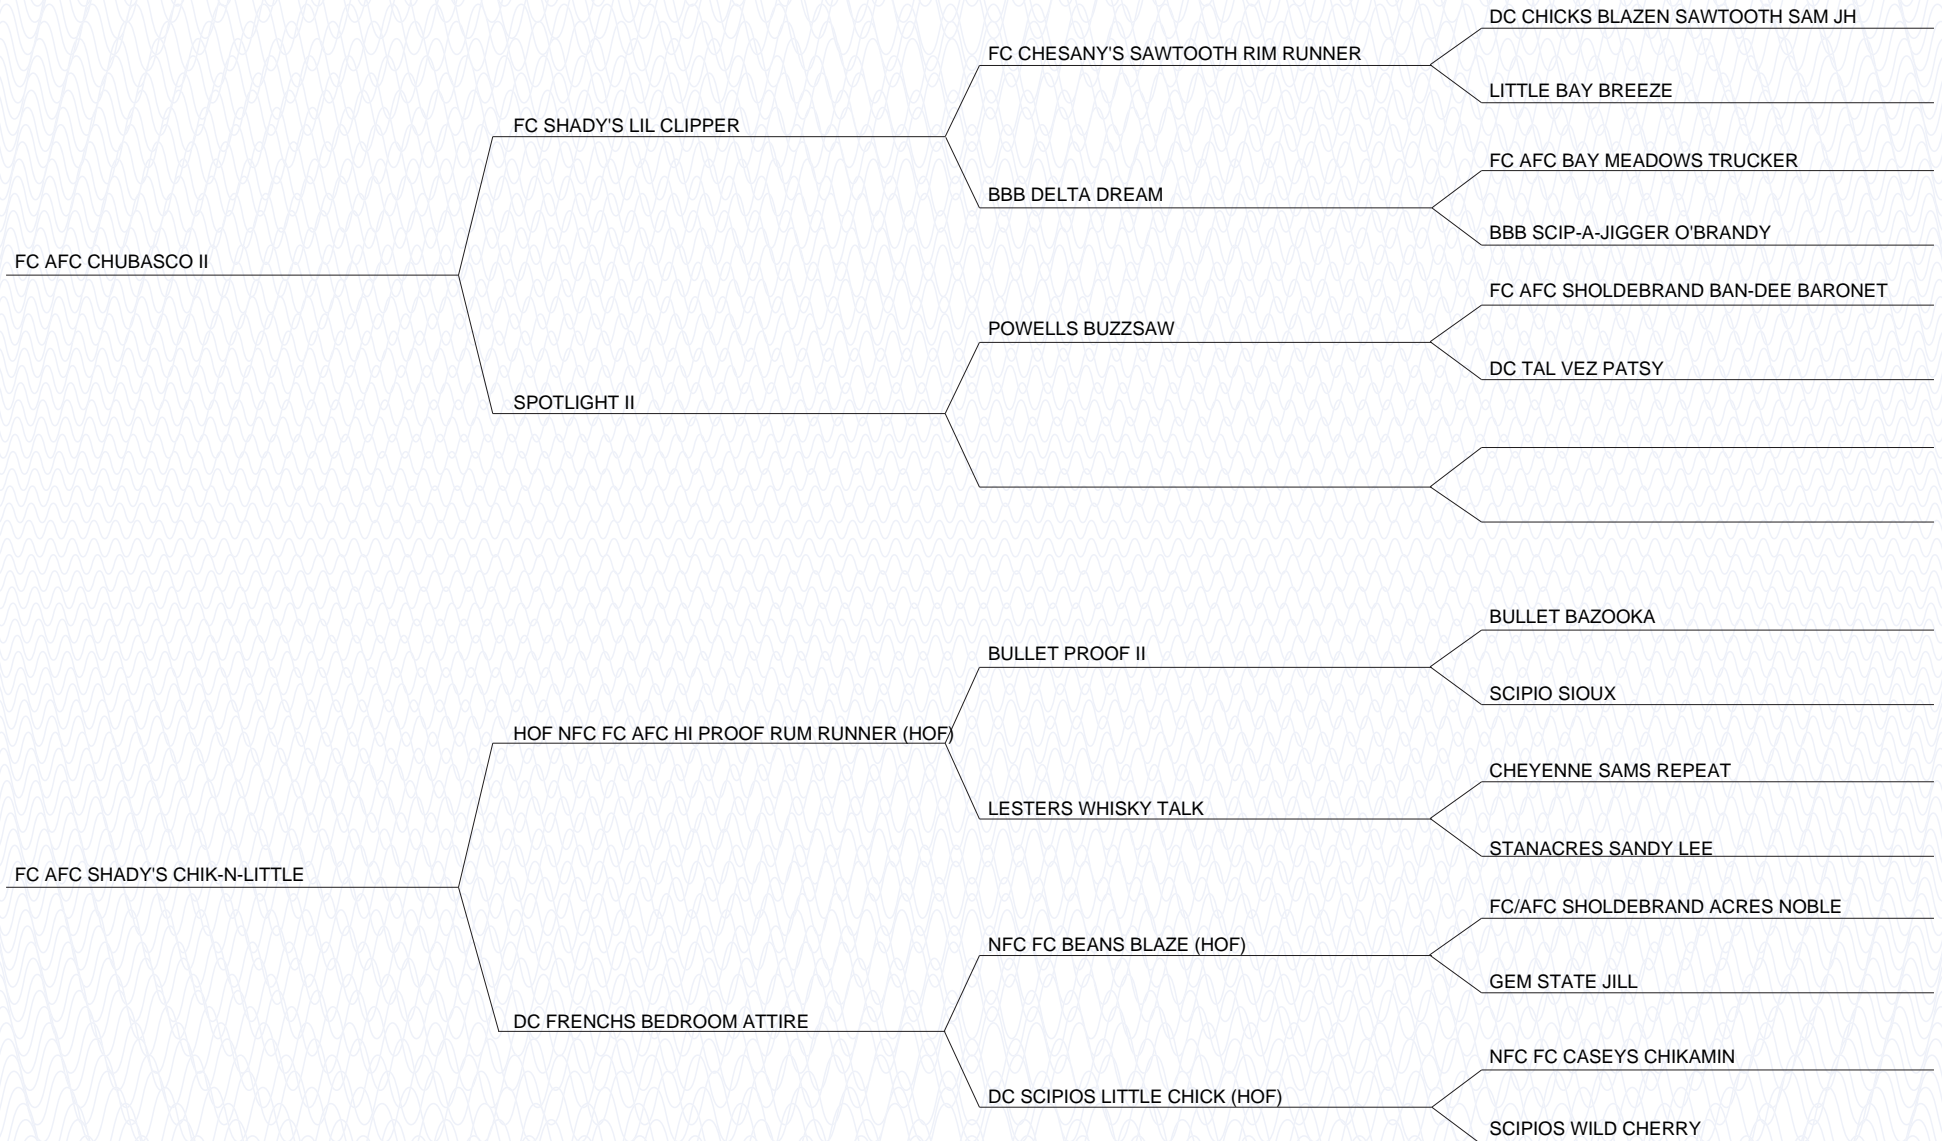 DC CHICKS BLAZEN SAWTOOTH SAM JH
FC CHESANY'S SAWTOOTH RIM RUNNER
LITTLE BAY BREEZE
FC SHADY'S LIL CLIPPER
FC AFC BAY MEADOWS TRUCKER
BBB DELTA DREAM
BBB SCIP-A-JIGGER O'BRANDY
FC AFC CHUBASCO II
FC AFC SHOLDEBRAND BAN-DEE BARONET
POWELLS BUZZSAW
DC TAL VEZ PATSY
SPOTLIGHT II
BULLET BAZOOKA
BULLET PROOF II
SCIPIO SIOUX
HOF NFC FC AFC HI PROOF RUM RUNNER (HOF)
CHEYENNE SAMS REPEAT
LESTERS WHISKY TALK
STANACRES SANDY LEE
FC AFC SHADY'S CHIK-N-LITTLE
FC/AFC SHOLDEBRAND ACRES NOBLE
NFC FC BEANS BLAZE (HOF)
GEM STATE JILL
DC FRENCHS BEDROOM ATTIRE
NFC FC CASEYS CHIKAMIN
DC SCIPIOS LITTLE CHICK (HOF)
SCIPIOS WILD CHERRY